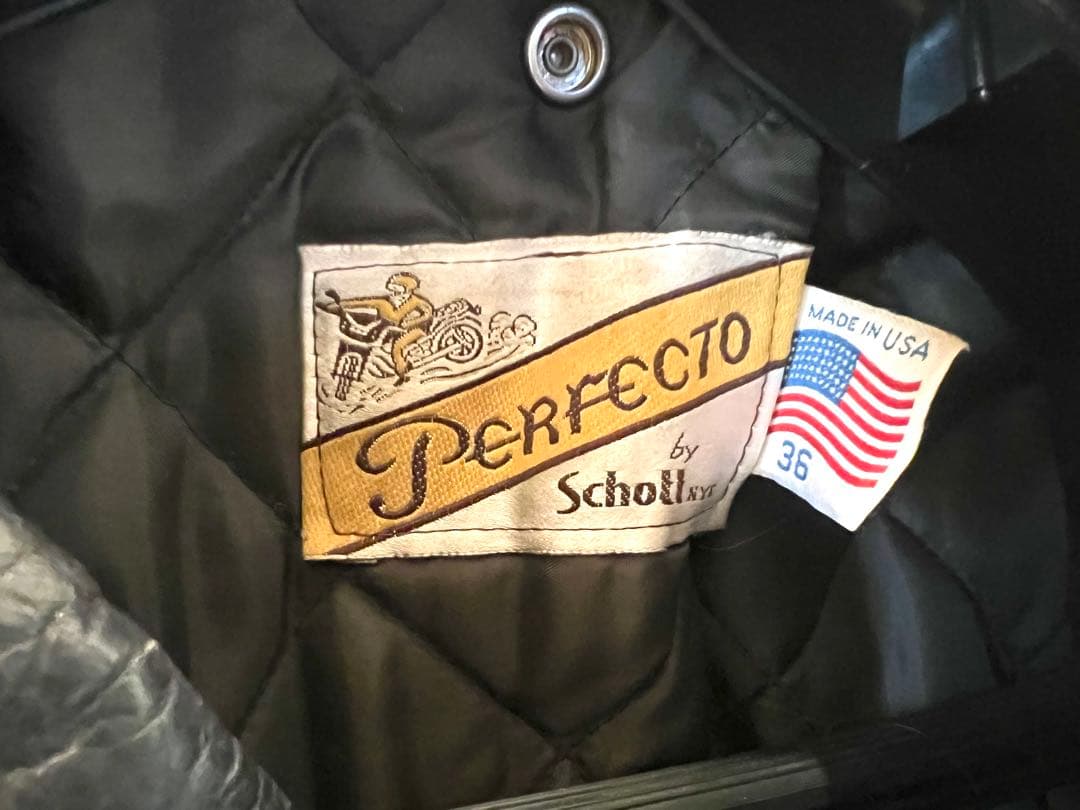 PERFECTO
by
Schott NYC
MADE IN USA
36